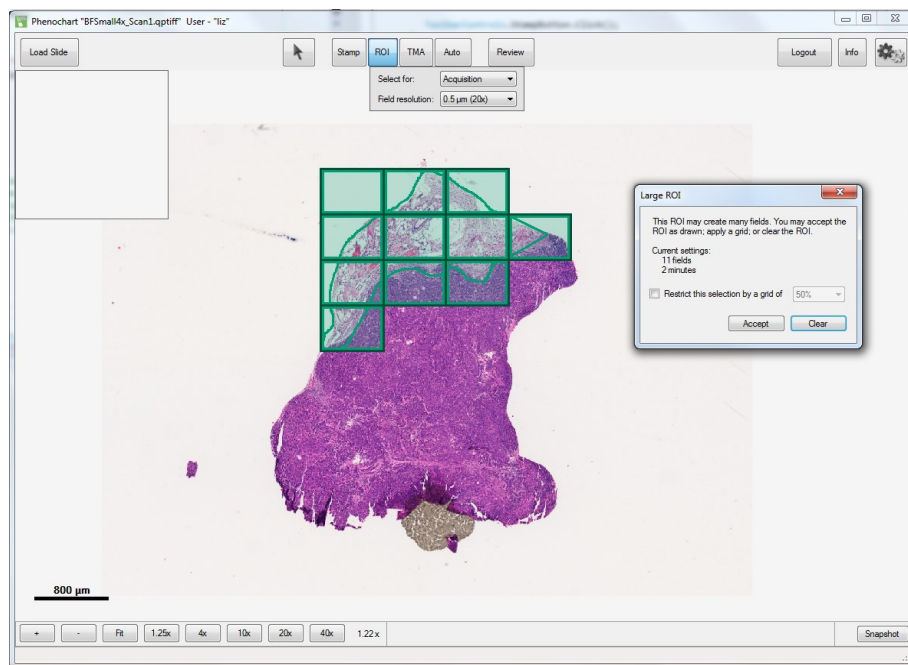 Phenochart "BFSmall4x_Scan1.qptiff" User - "liz"
Load Slide
Stamp
ROI
TMA
Auto
Review
Logout
Info
Select for:
Acquisition
Field resolution:
0.5 µm (20x)
Large ROI
This ROI may create many fields. You may accept the
ROI as drawn; apply a grid; or clear the ROI.
Current settings:
11 fields
2 minutes
Restrict this selection by a grid of
50%
Accept
Clear
800 µm
+
-
Fit
1.25x
4x
10x
20x
40x
1.22x
Snapshot